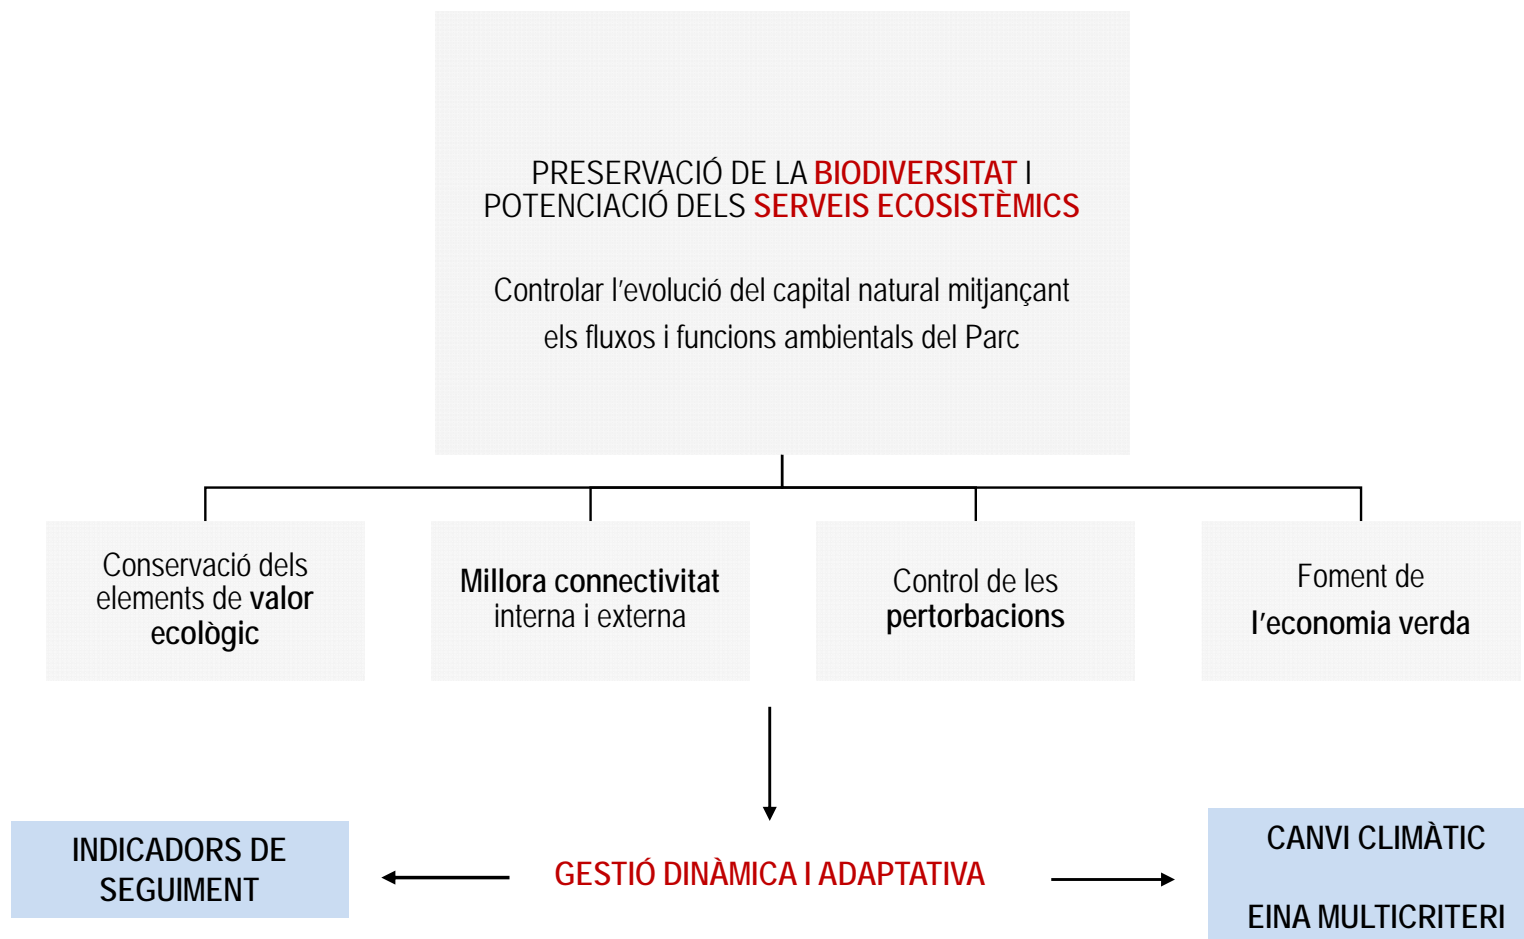 PRESERVACIÓ DE LA BIODIVERSITAT I
POTENCIACIÓ DELS SERVEIS ECOSISTÈMICS
Controlar l'evolució del capital natural mitjançant
els fluxos i funcions ambientals del Parc
Conservació dels
elements de valor
ecològic
Millora connectivitat
interna i externa
Control de les
pertorbacions
Foment de
l'economia verda
INDICADORS DE
SEGUIMENT
GESTIÓ DINÀMICA I ADAPTATIVA
CANVI CLIMÀTIC
EINA MULTICRITERI